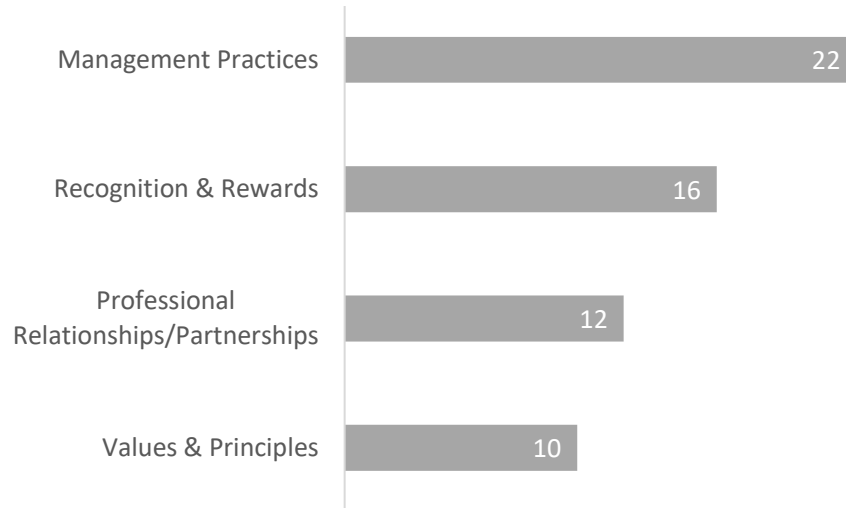 Management Practices
22
Recognition & Rewards
16
Professional
Relationships/Partnerships
12
Values & Principles
10